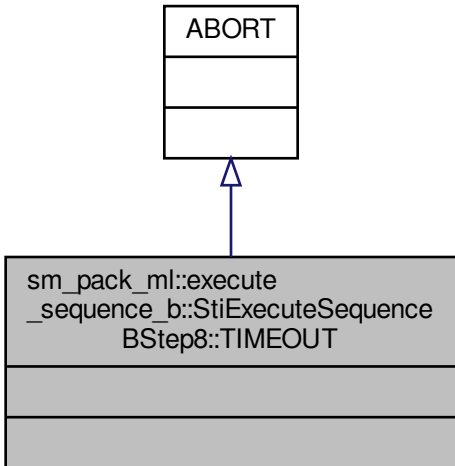 ABORT
sm_pack_ml::execute
_sequence_b::StiExecuteSequence
BStep8::TIMEOUT